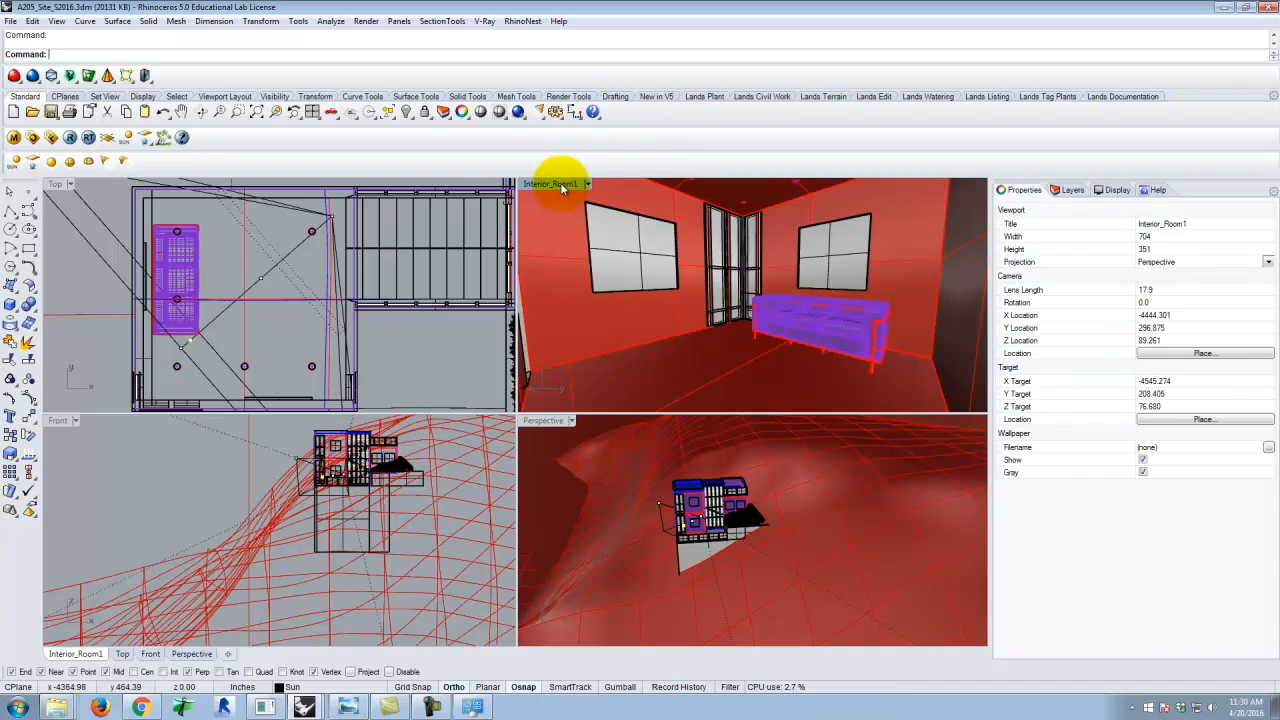 A205_Site_S2016.3dm (20131 KB) - Rhinoceros 5.0 Educational Lab License
File Edit View Curve Surface Solid Mesh Dimension Transform Tools Analyze Render Panels SectionTools V-Ray RhinoNest Help
Command:
Command:
Standard CPlanes Set View Display Select Viewport Layout Visibility Transform Curve Tools Surface Tools Solid Tools Mesh Tools Render Tools Drafting New in V5 Lands Plant Lands Civil Work Lands Terrain Lands Edit Lands Watering Lands Listing Lands Tag Plants Lands Documentation
M R RT SUN
SUN
Top
Interior_Room1
Properties Layers Display Help
Viewport
Title Interior_Room1
Width 704
Height 351
Projection Perspective
Camera
Lens Length 17.9
Rotation 0.0
X Location -4444.301
Y Location 296.875
Z Location 89.261
Location Place...
Target
X Target -4545.274
Y Target 208.405
Z Target 76.680
Location Place...
Wallpaper
Filename (none)
Show
Gray
y
x
Front
Perspective
z
x
Interior_Room1 Top Front Perspective
End Near Point Mid Cen Int Perp Tan Quad Knot Vertex Project Disable
CPlane x -4364.98 y 464.39 z 0.00 Inches Sun Grid Snap Ortho Planar Osnap SmartTrack Gumball Record History Filter CPU use: 2.7 %
11:30 AM
4/20/2016